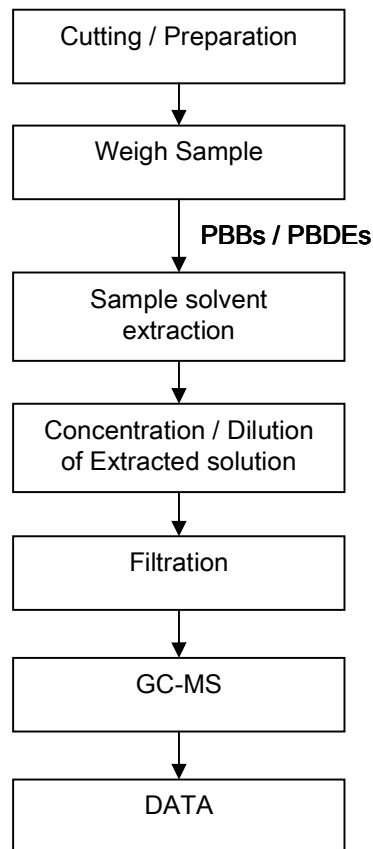 Cutting / Preparation
Weigh Sample
PBBs / PBDEs
Sample solvent
extraction
Concentration / Dilution
of Extracted solution
Filtration
GC-MS
DATA